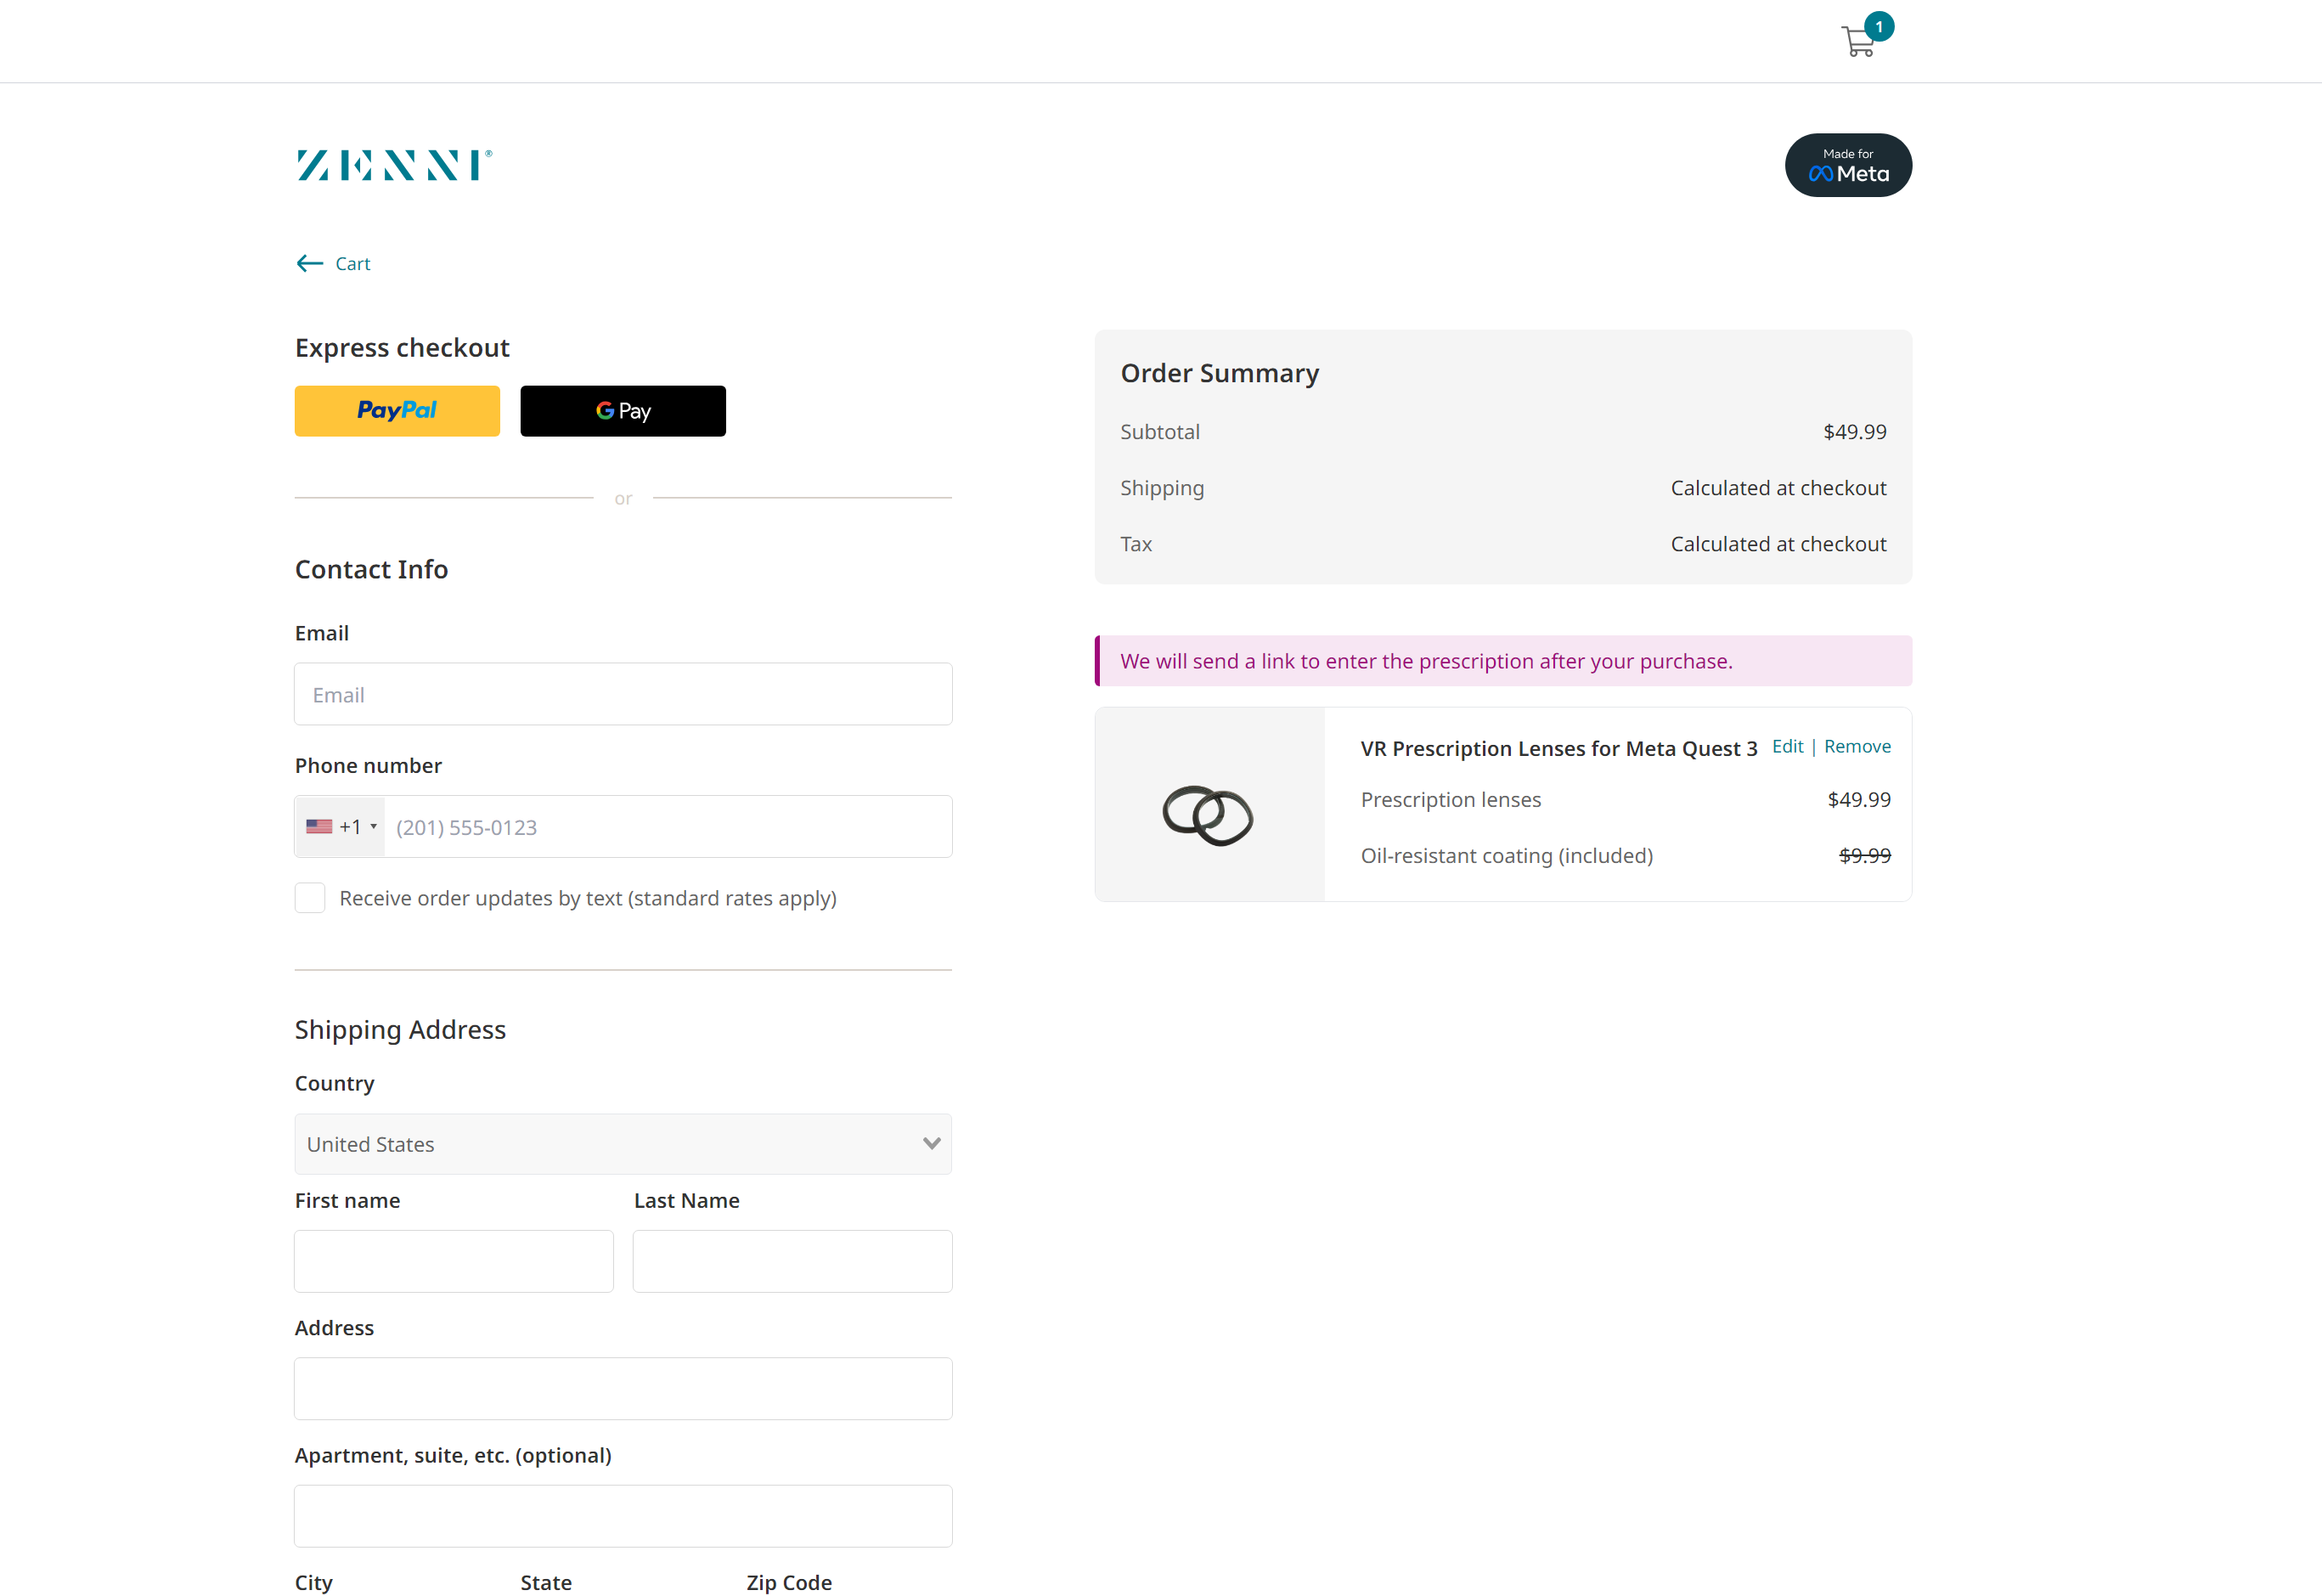 1
ZENNI®
Made for
Meta
Cart
Express checkout
PayPal
G Pay
or
Contact Info
Email
Email
Phone number
+1 (201) 555-0123
Receive order updates by text (standard rates apply)
Shipping Address
Country
United States
First name Last Name
Address
Apartment, suite, etc. (optional)
City State Zip Code
Order Summary
Subtotal $49.99
Shipping Calculated at checkout
Tax Calculated at checkout
We will send a link to enter the prescription after your purchase.
VR Prescription Lenses for Meta Quest 3 Edit | Remove
Prescription lenses $49.99
Oil-resistant coating (included) $9.99